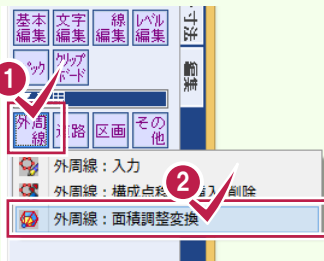 基本編集 文字編集 線編集 レベル編集
寸法
編集
クリップボード
1
外周線 路 区画 その他
外周線：入力
2
外周線：構成点 削除
外周線：面積調整変換